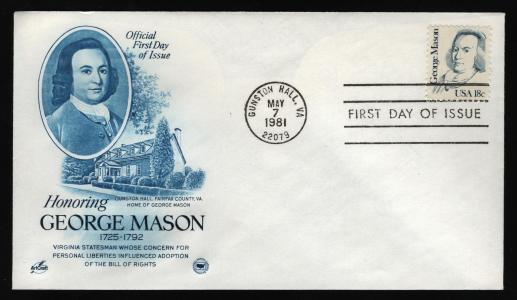 Official
First Day
of Issue
Honoring
GUNSTON HALL, FAIRFAX COUNTY, VA.
HOME OF GEORGE MASON
GEORGE MASON
1725-1792
VIRGINIA STATESMAN WHOSE CONCERN FOR
PERSONAL LIBERTIES INFLUENCED ADOPTION
OF THE BILL OF RIGHTS
ArtCraft
GUNSTON HALL, VA
MAY
7
1981
22079
George Mason
USA 18c
FIRST DAY OF ISSUE